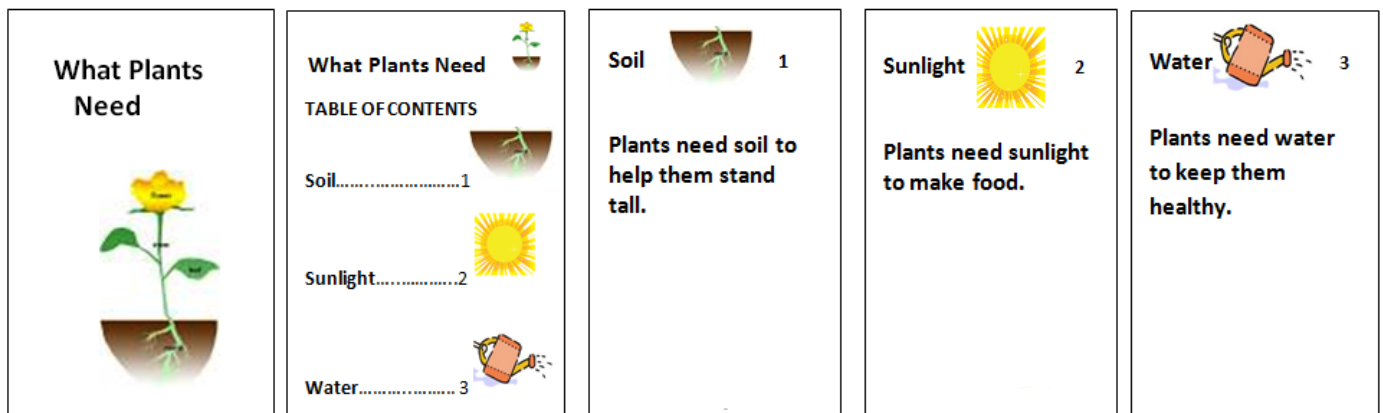 What Plants
Need
What Plants Need
TABLE OF CONTENTS
Soil.......................1
Sunlight...............2
Water................... 3
Soil 1
Plants need soil to
help them stand
tall.
Sunlight 2
Plants need sunlight
to make food.
Water 3
Plants need water
to keep them
healthy.